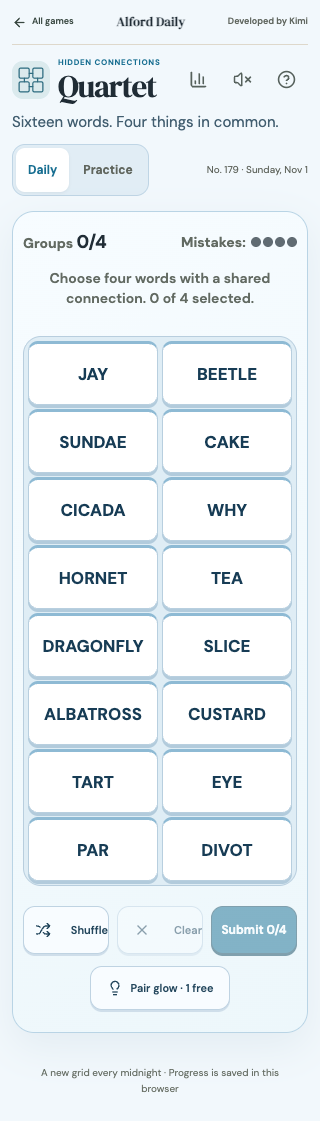 All games
Alford Daily
Developed by Kimi
HIDDEN CONNECTIONS
Quartet
Sixteen words. Four things in common.
Daily
Practice
No. 179 · Sunday, Nov 1
Groups 0/4
Mistakes:
Choose four words with a shared
connection. 0 of 4 selected.
JAY
BEETLE
SUNDAE
CAKE
CICADA
WHY
HORNET
TEA
DRAGONFLY
SLICE
ALBATROSS
CUSTARD
TART
EYE
PAR
DIVOT
Shuffle
Clear
Submit 0/4
Pair glow · 1 free
A new grid every midnight · Progress is saved in this
browser